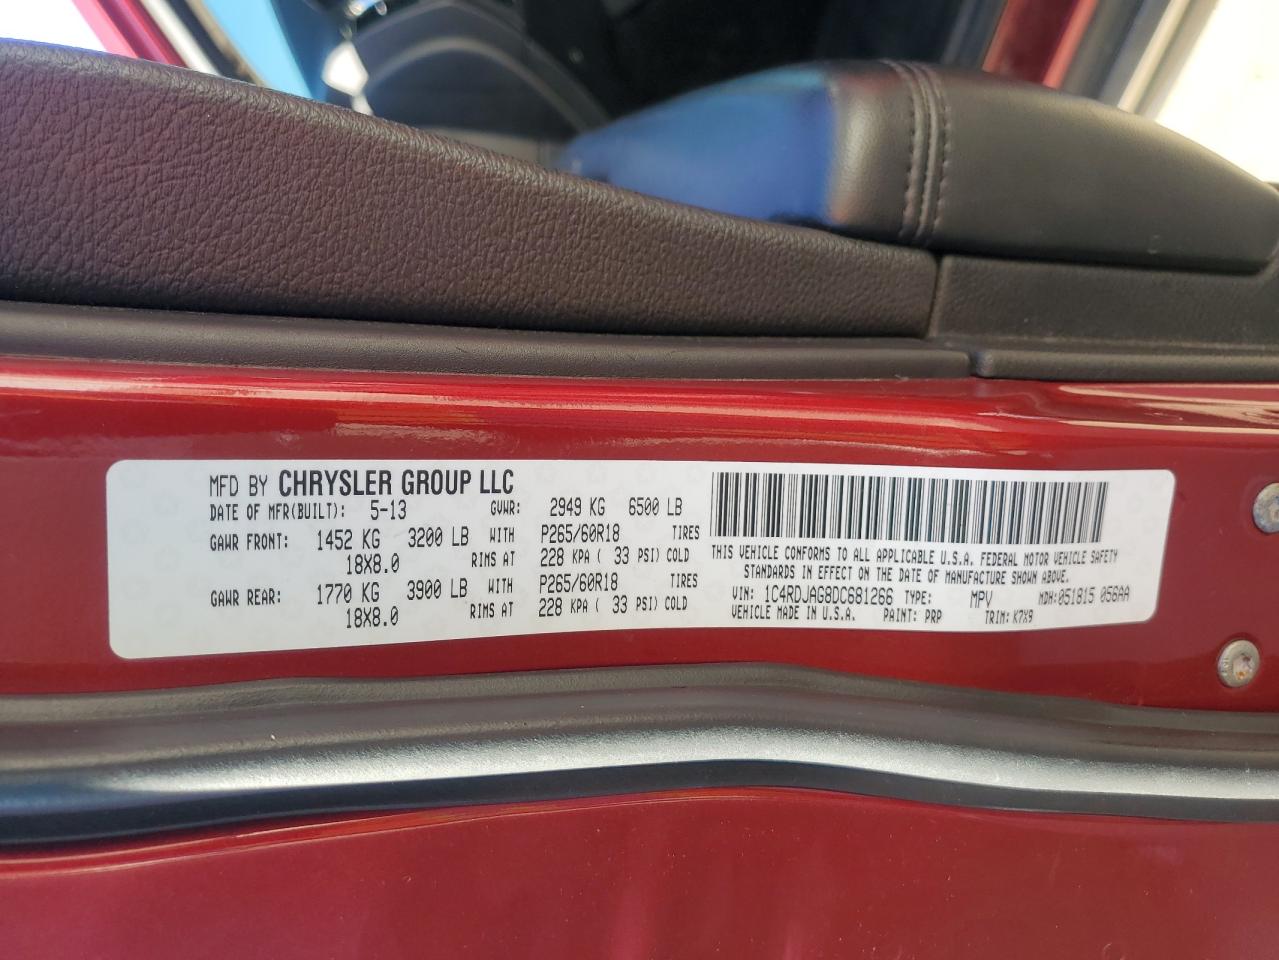 MFD BY CHRYSLER GROUP LLC
DATE OF MFR(BUILT): 5-13 GVWR: 2949 KG 6500 LB
GAWR FRONT: 1452 KG 3200 LB WITH P265/60R18 TIRES
18X8.0 RIMS AT 228 KPA ( 33 PSI) COLD
GAWR REAR: 1770 KG 3900 LB WITH P265/60R18 TIRES
18X8.0 RIMS AT 228 KPA ( 33 PSI) COLD
THIS VEHICLE CONFORMS TO ALL APPLICABLE U.S.A. FEDERAL MOTOR VEHICLE SAFETY
STANDARDS IN EFFECT ON THE DATE OF MANUFACTURE SHOWN ABOVE.
VIN: 1C4RDJAG8DC681266 TYPE: MPV MDH:051815 056AA
VEHICLE MADE IN U.S.A. PAINT: PRP TRIM: K7X9